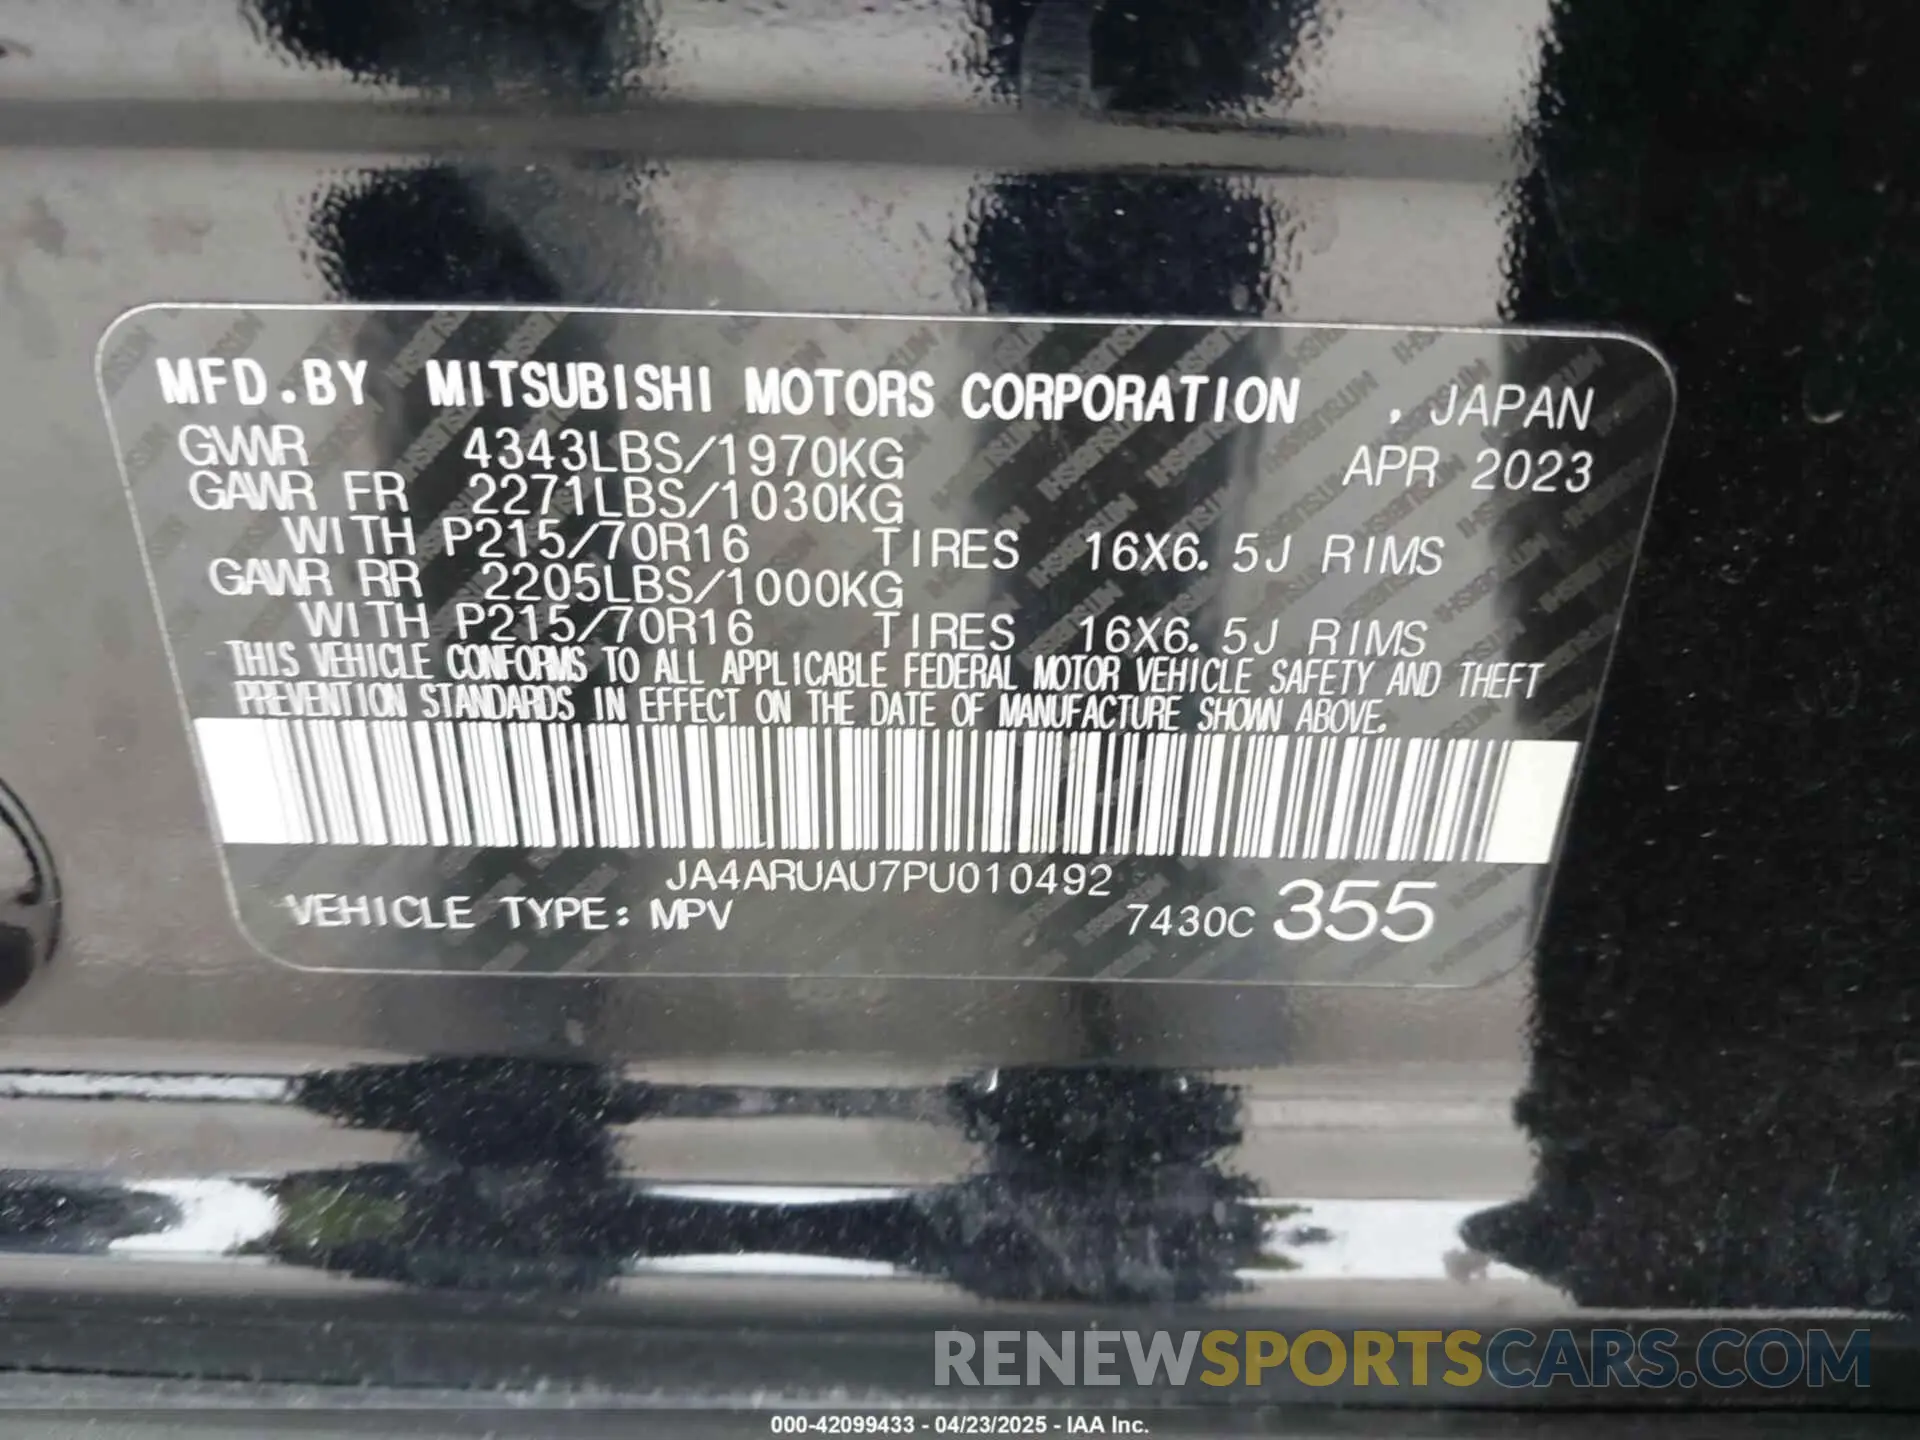 MFD.BY MITSUBISHI MOTORS CORPORATION , JAPAN
GVWR 4343LBS/1970KG APR 2023
GAWR FR 2271LBS/1030KG
WITH P215/70R16 TIRES 16X6.5J RIMS
GAWR RR 2205LBS/1000KG
WITH P215/70R16 TIRES 16X6.5J RIMS
THIS VEHICLE CONFORMS TO ALL APPLICABLE FEDERAL MOTOR VEHICLE SAFETY AND THEFT
PREVENTION STANDARDS IN EFFECT ON THE DATE OF MANUFACTURE SHOWN ABOVE.
JA4ARUAU7PU010492
VEHICLE TYPE: MPV 7430C 355
RENEWSPORTSCARS.COM
000-42099433 - 04/23/2025 - IAA Inc.